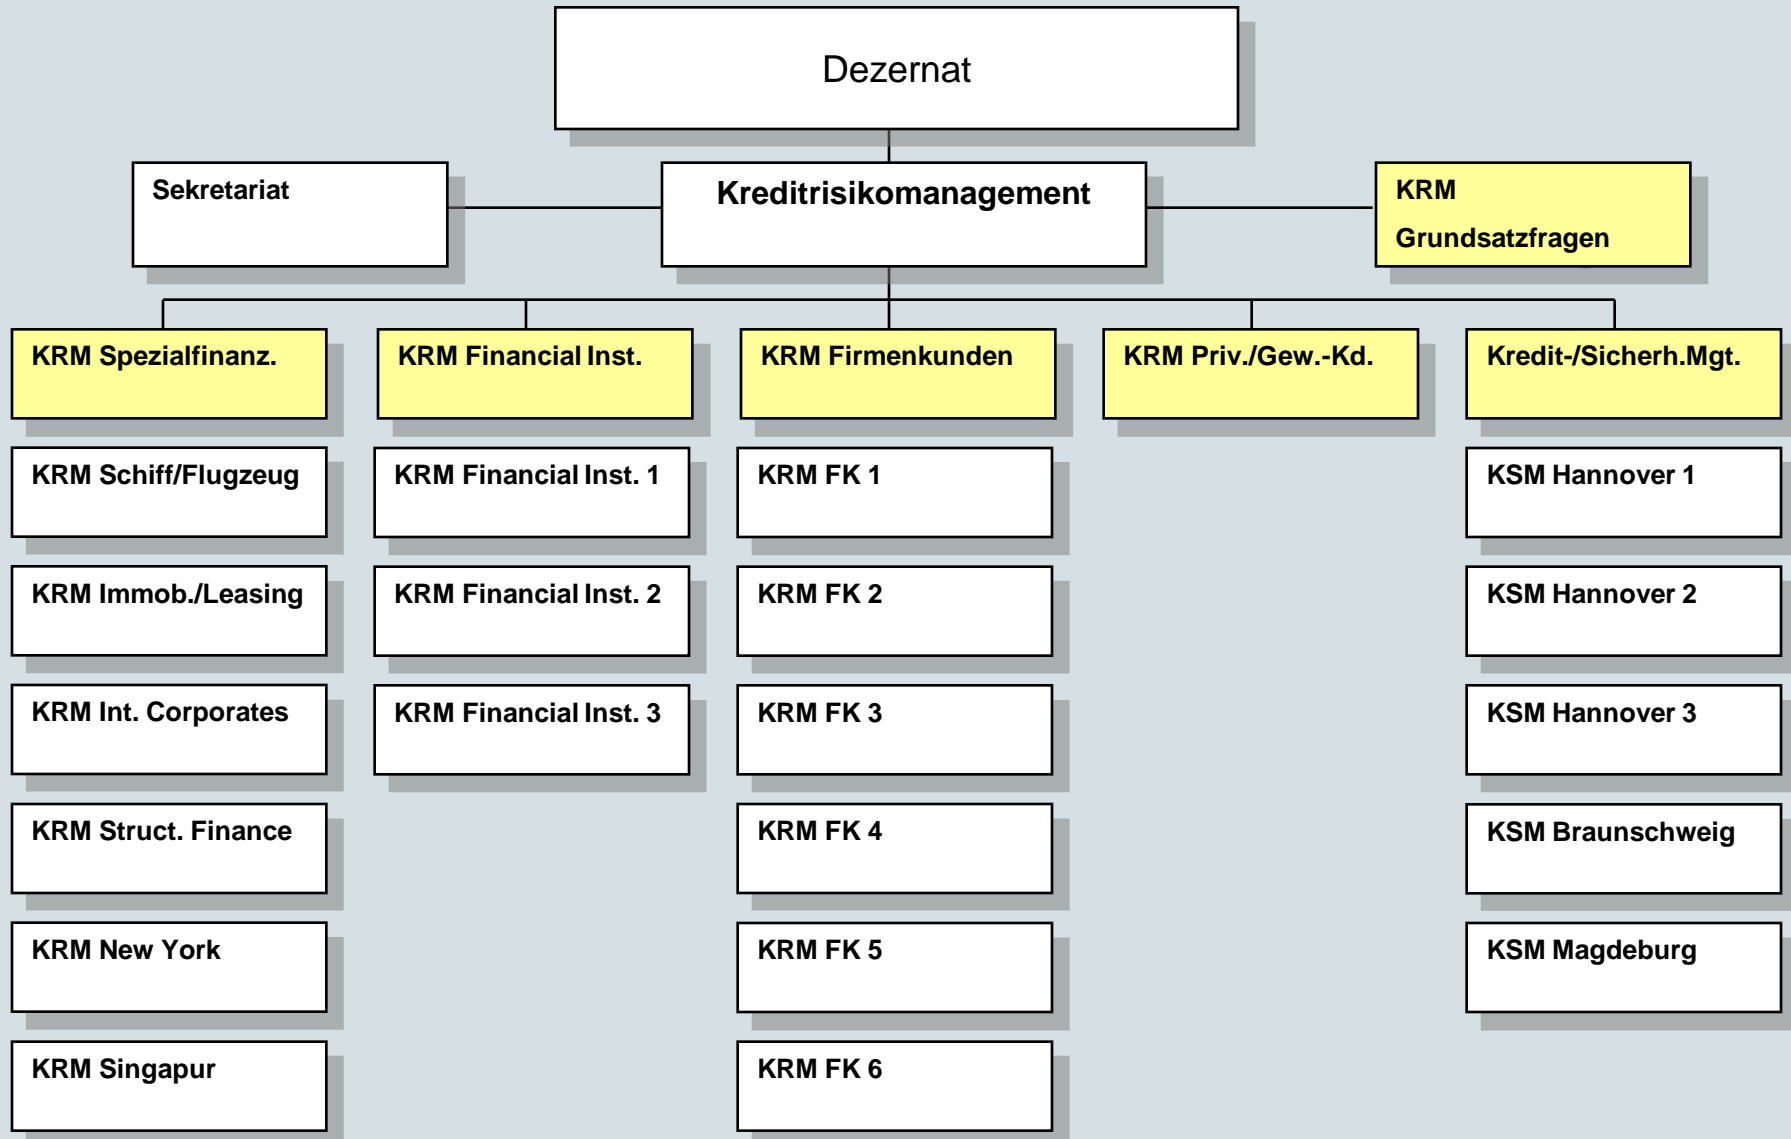 Dezernat
Sekretariat
Kreditrisikomanagement
KRM
Grundsatzfragen
KRM Spezialfinanz.
KRM Financial Inst.
KRM Firmenkunden
KRM Priv./Gew.-Kd.
Kredit-/Sicherh.Mgt.
KRM Schiff/Flugzeug
KRM Financial Inst. 1
KRM FK 1
KSM Hannover 1
KRM Immob./Leasing
KRM Financial Inst. 2
KRM FK 2
KSM Hannover 2
KRM Int. Corporates
KRM Financial Inst. 3
KRM FK 3
KSM Hannover 3
KRM Struct. Finance
KRM FK 4
KSM Braunschweig
KRM New York
KRM FK 5
KSM Magdeburg
KRM Singapur
KRM FK 6